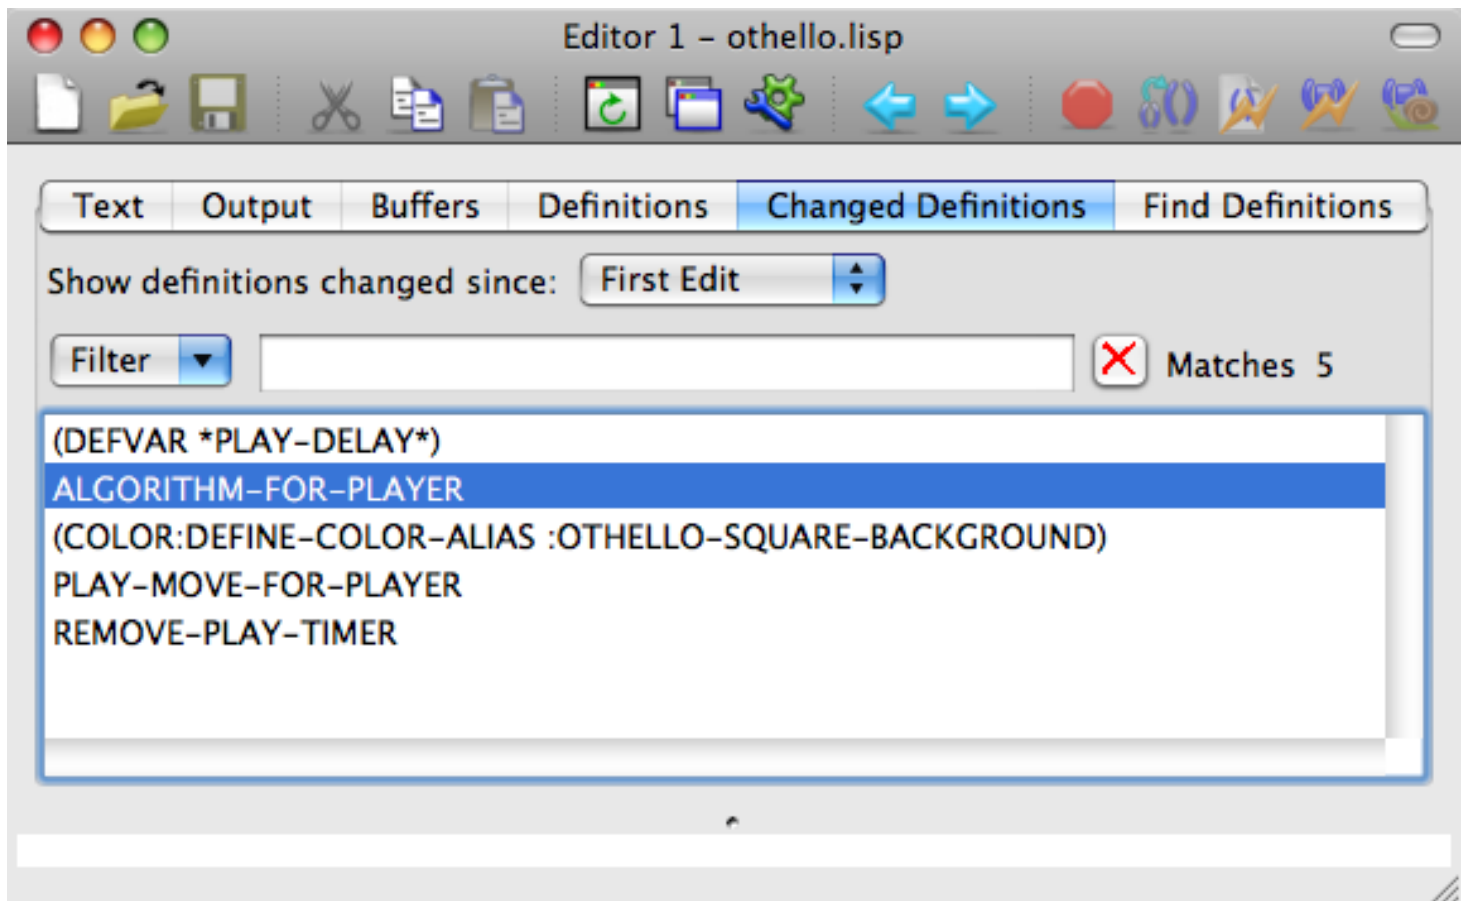 Editor 1 – othello.lisp
Text Output Buffers Definitions Changed Definitions Find Definitions
Show definitions changed since: First Edit
Filter Matches 5
(DEFVAR *PLAY-DELAY*)
ALGORITHM-FOR-PLAYER
(COLOR:DEFINE-COLOR-ALIAS :OTHELLO-SQUARE-BACKGROUND)
PLAY-MOVE-FOR-PLAYER
REMOVE-PLAY-TIMER